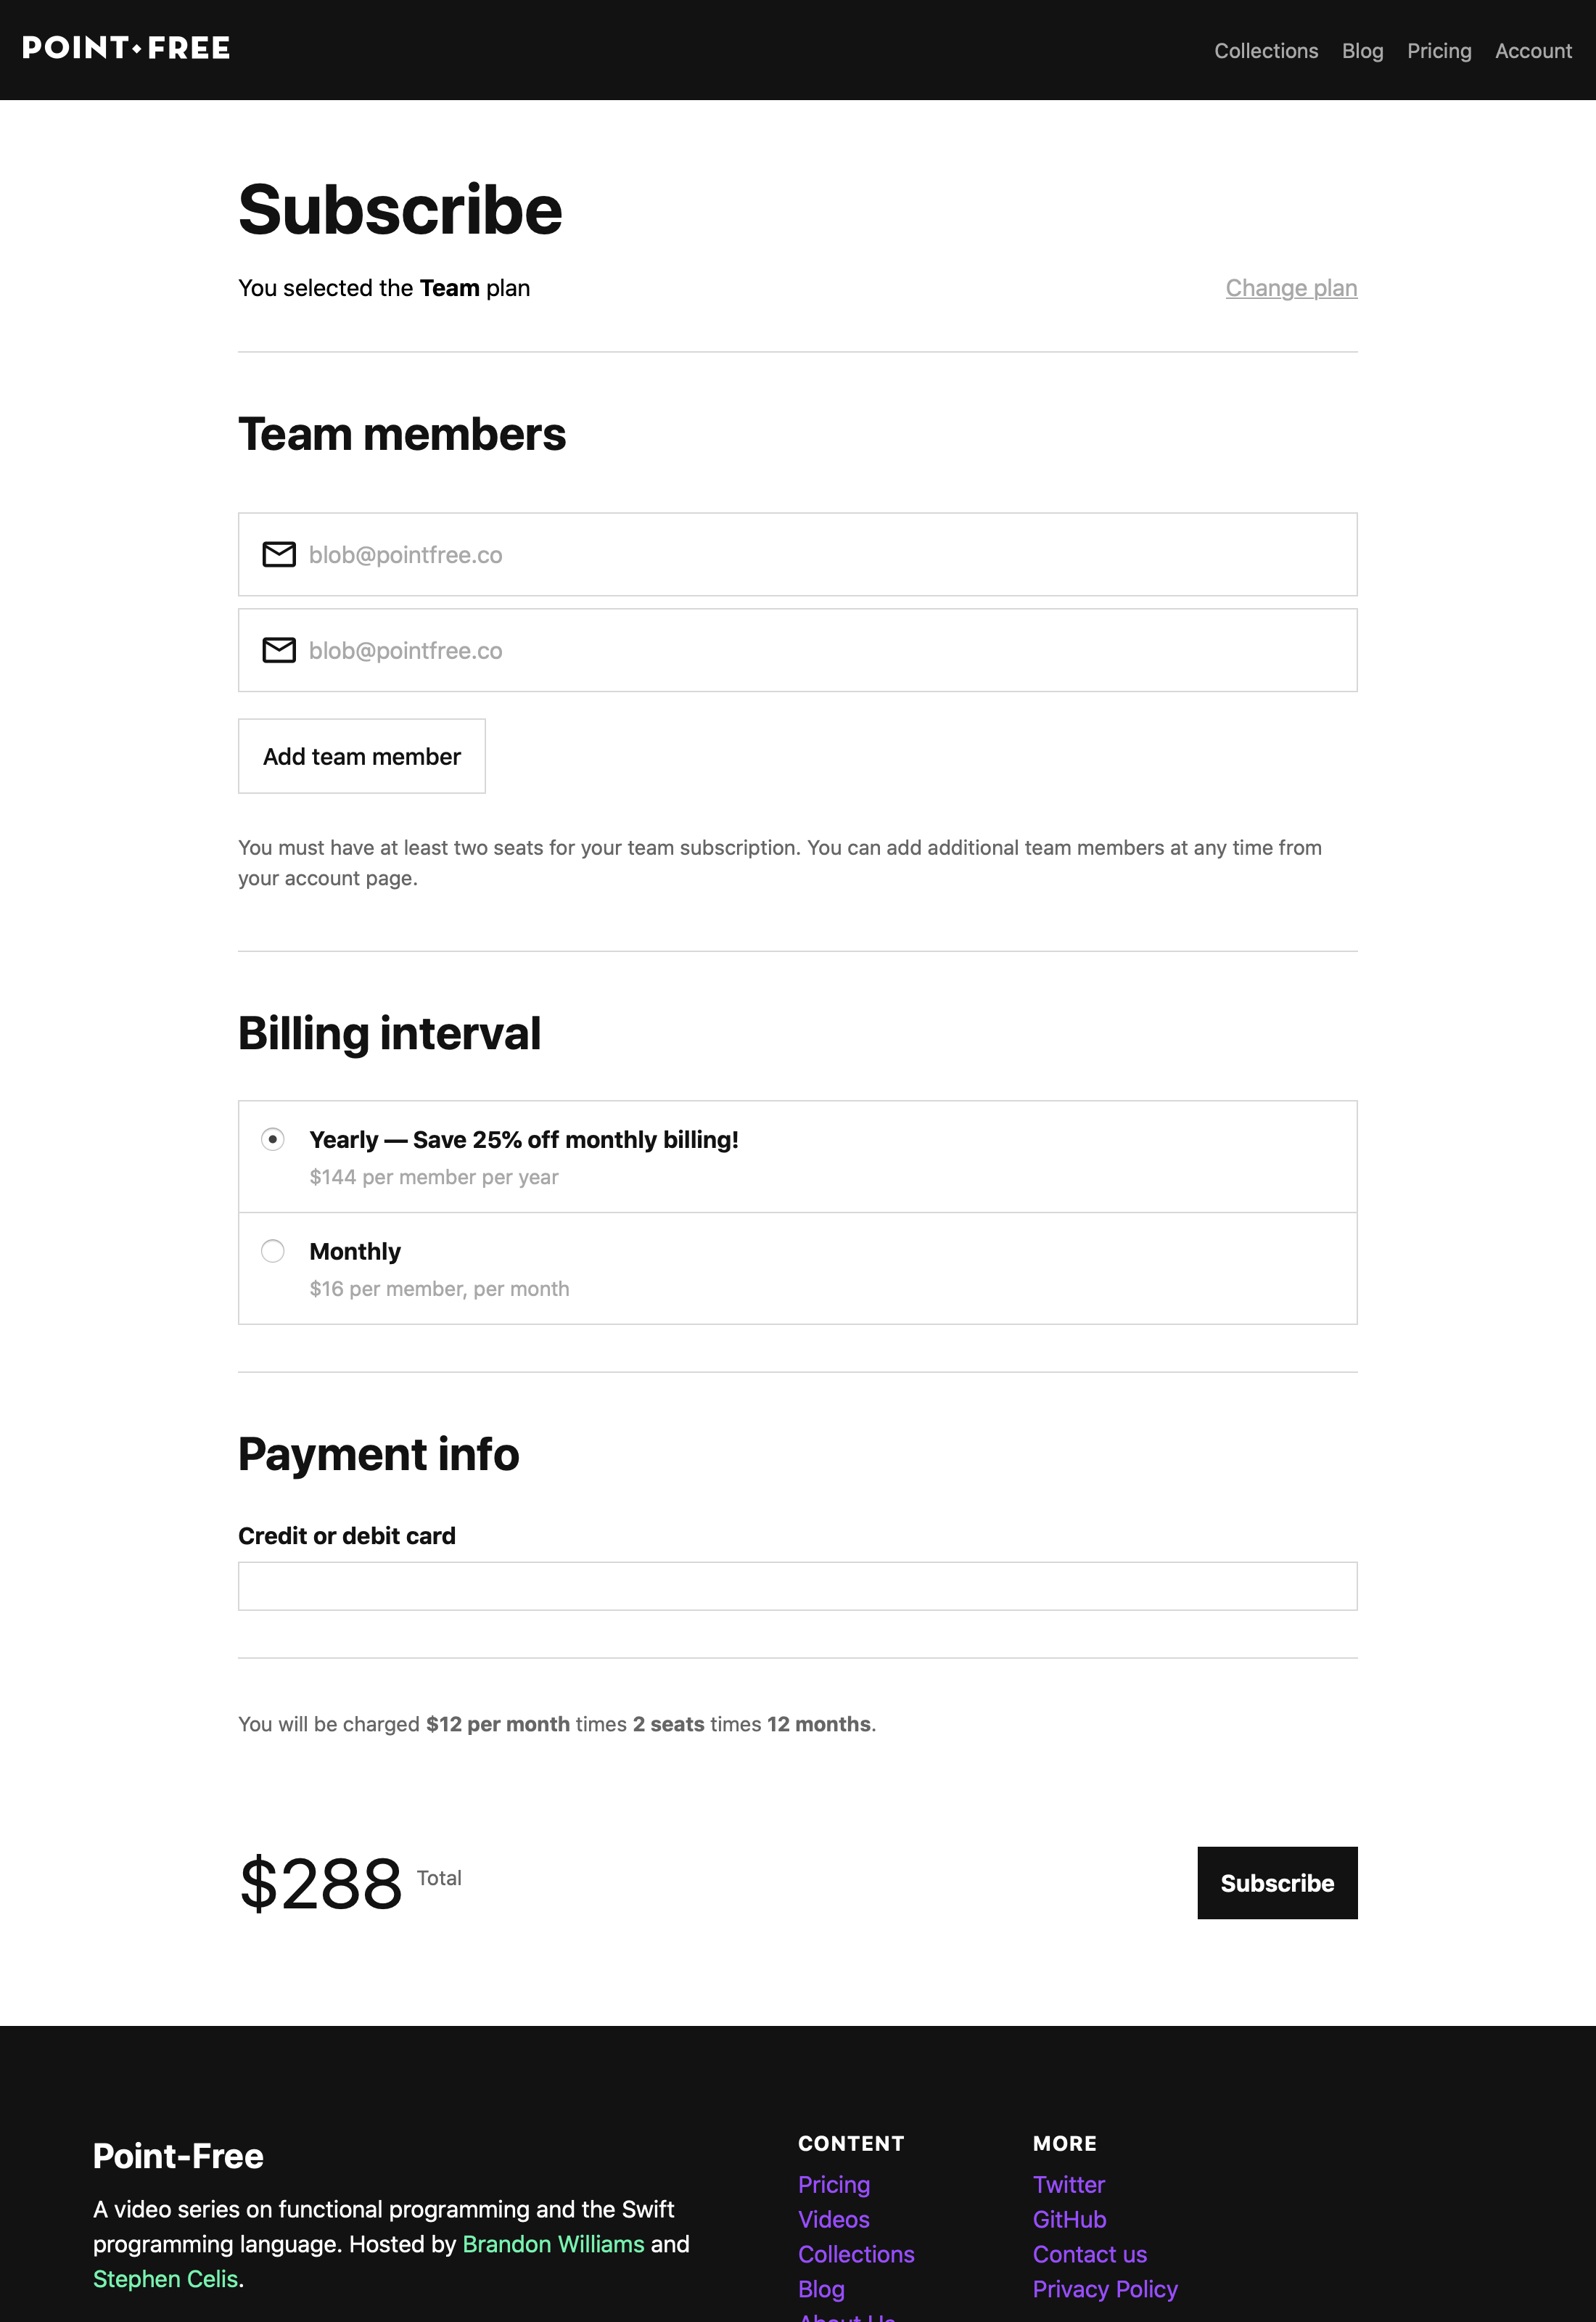 POINT FREE
Collections Blog Pricing Account
Subscribe
You selected the Team plan
Change plan
Team members
blob@pointfree.co
blob@pointfree.co
Add team member
You must have at least two seats for your team subscription. You can add additional team members at any time from
your account page.
Billing interval
Yearly — Save 25% off monthly billing!
$144 per member per year
Monthly
$16 per member, per month
Payment info
Credit or debit card
You will be charged $12 per month times 2 seats times 12 months.
$288 Total
Subscribe
Point-Free
A video series on functional programming and the Swift
programming language. Hosted by Brandon Williams and
Stephen Celis.
CONTENT
Pricing
Videos
Collections
Blog
About Us
MORE
Twitter
GitHub
Contact us
Privacy Policy